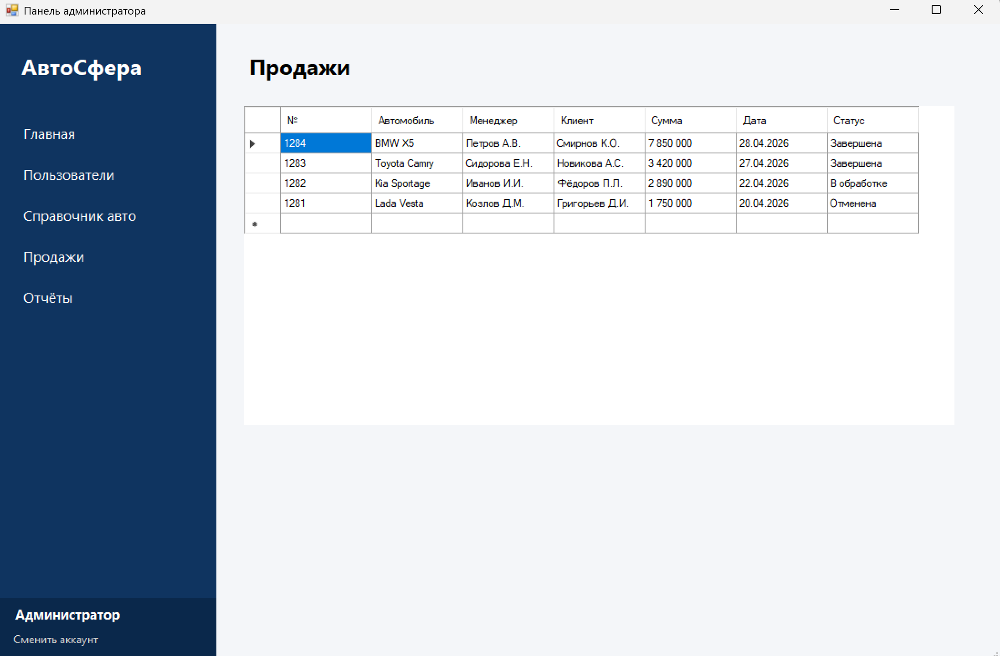 Панель администратора
АвтоСфера
Главная
Пользователи
Справочник авто
Продажи
Отчёты
Администратор
Сменить аккаунт
Продажи
№ Автомобиль Менеджер Клиент Сумма Дата Статус
1284 BMW X5 Петров А.В. Смирнов К.О. 7 850 000 28.04.2026 Завершена
1283 Toyota Camry Сидорова Е.Н. Новикова А.С. 3 420 000 27.04.2026 Завершена
1282 Kia Sportage Иванов И.И. Фёдоров П.П. 2 890 000 22.04.2026 В обработке
1281 Lada Vesta Козлов Д.М. Григорьев Д.И. 1 750 000 20.04.2026 Отменена